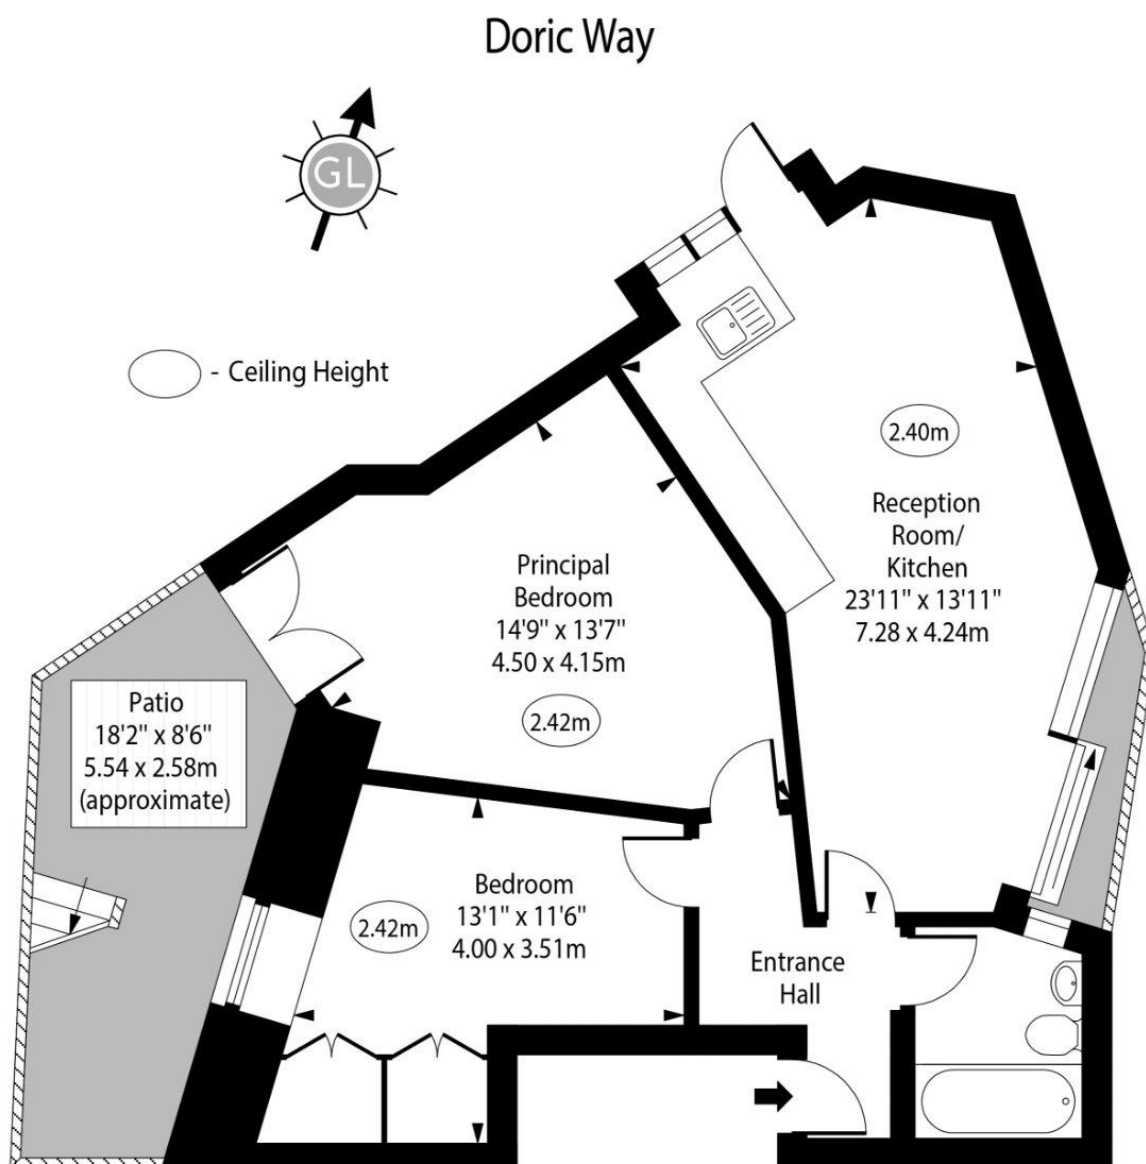 Doric Way
GL
- Ceiling Height
2.40m
Reception
Room/
Kitchen
23'11" x 13'11"
7.28 x 4.24m
Principal
Bedroom
14'9" x 13'7"
4.50 x 4.15m
2.42m
Patio
18'2" x 8'6"
5.54 x 2.58m
(approximate)
Bedroom
13'1" x 11'6"
4.00 x 3.51m
2.42m
Entrance
Hall